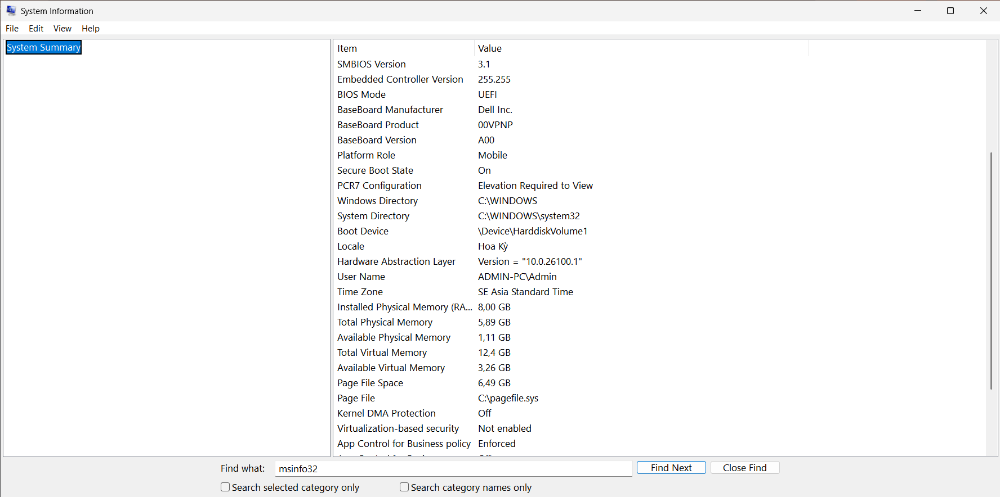 System Information
File Edit View Help
System Summary
Item Value
SMBIOS Version 3.1
Embedded Controller Version 255.255
BIOS Mode UEFI
BaseBoard Manufacturer Dell Inc.
BaseBoard Product 00VPNP
BaseBoard Version A00
Platform Role Mobile
Secure Boot State On
PCR7 Configuration Elevation Required to View
Windows Directory C:\WINDOWS
System Directory C:\WINDOWS\system32
Boot Device \Device\HarddiskVolume1
Locale Hoa Kỳ
Hardware Abstraction Layer Version = "10.0.26100.1"
User Name ADMIN-PC\Admin
Time Zone SE Asia Standard Time
Installed Physical Memory (RA... 8,00 GB
Total Physical Memory 5,89 GB
Available Physical Memory 1,11 GB
Total Virtual Memory 12,4 GB
Available Virtual Memory 3,26 GB
Page File Space 6,49 GB
Page File C:\pagefile.sys
Kernel DMA Protection Off
Virtualization-based security Not enabled
App Control for Business policy Enforced
Find what: msinfo32 Find Next Close Find
Search selected category only Search category names only